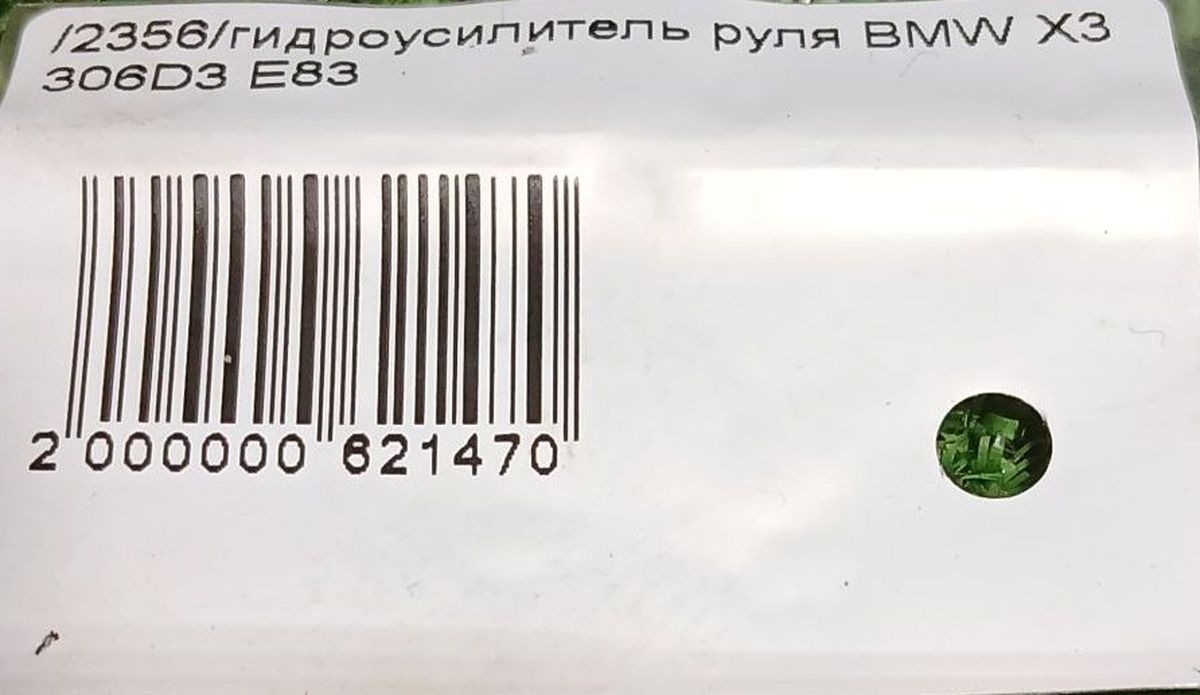 /2356/гидроусилитель руля BMW X3
306D3 E83
2 000000 621470